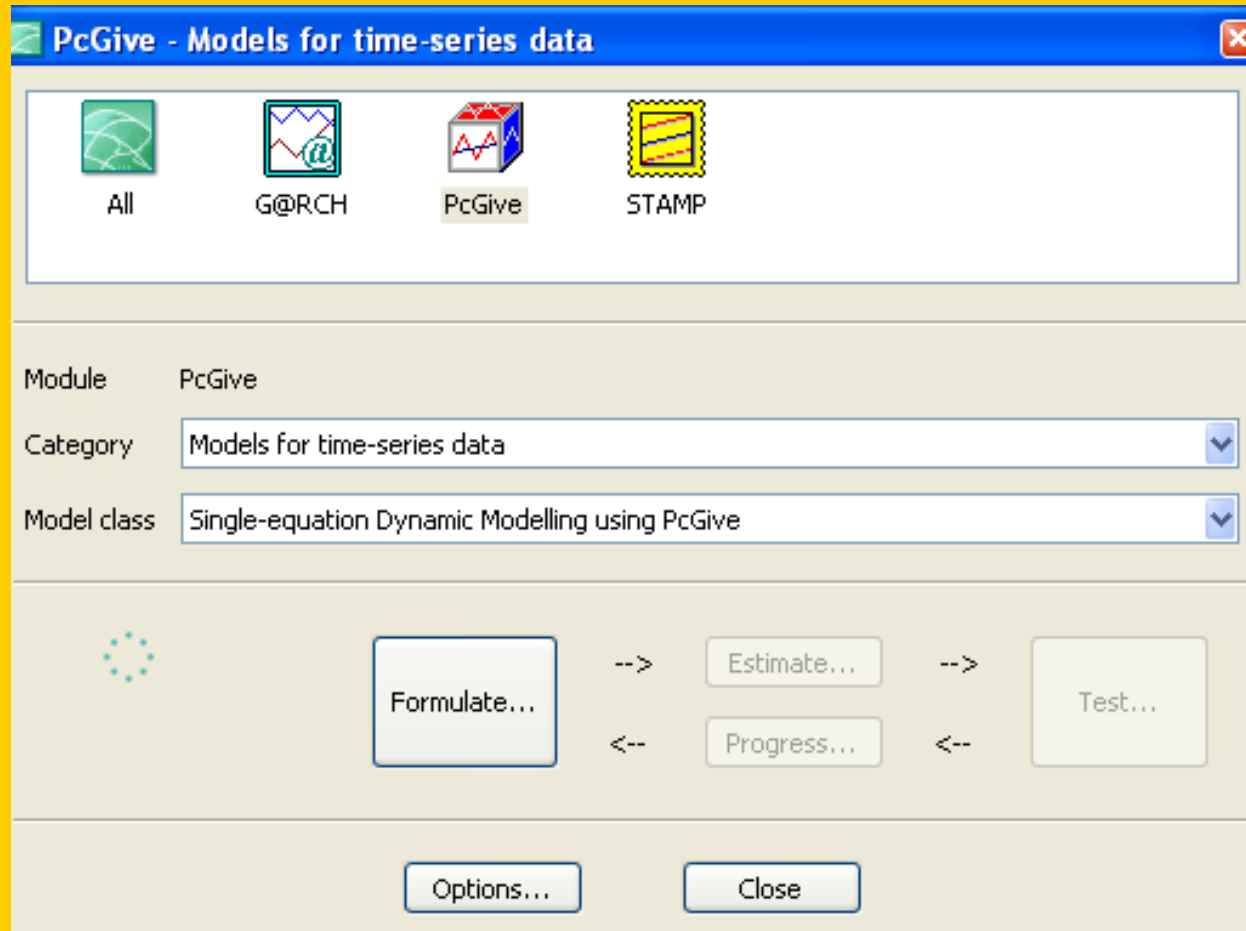 PcGive - Models for time-series data
All G@RCH PcGive STAMP
Module PcGive
Category Models for time-series data
Model class Single-equation Dynamic Modelling using PcGive
Formulate... --> Estimate... --> Test...
<-- Progress... <--
Options... Close